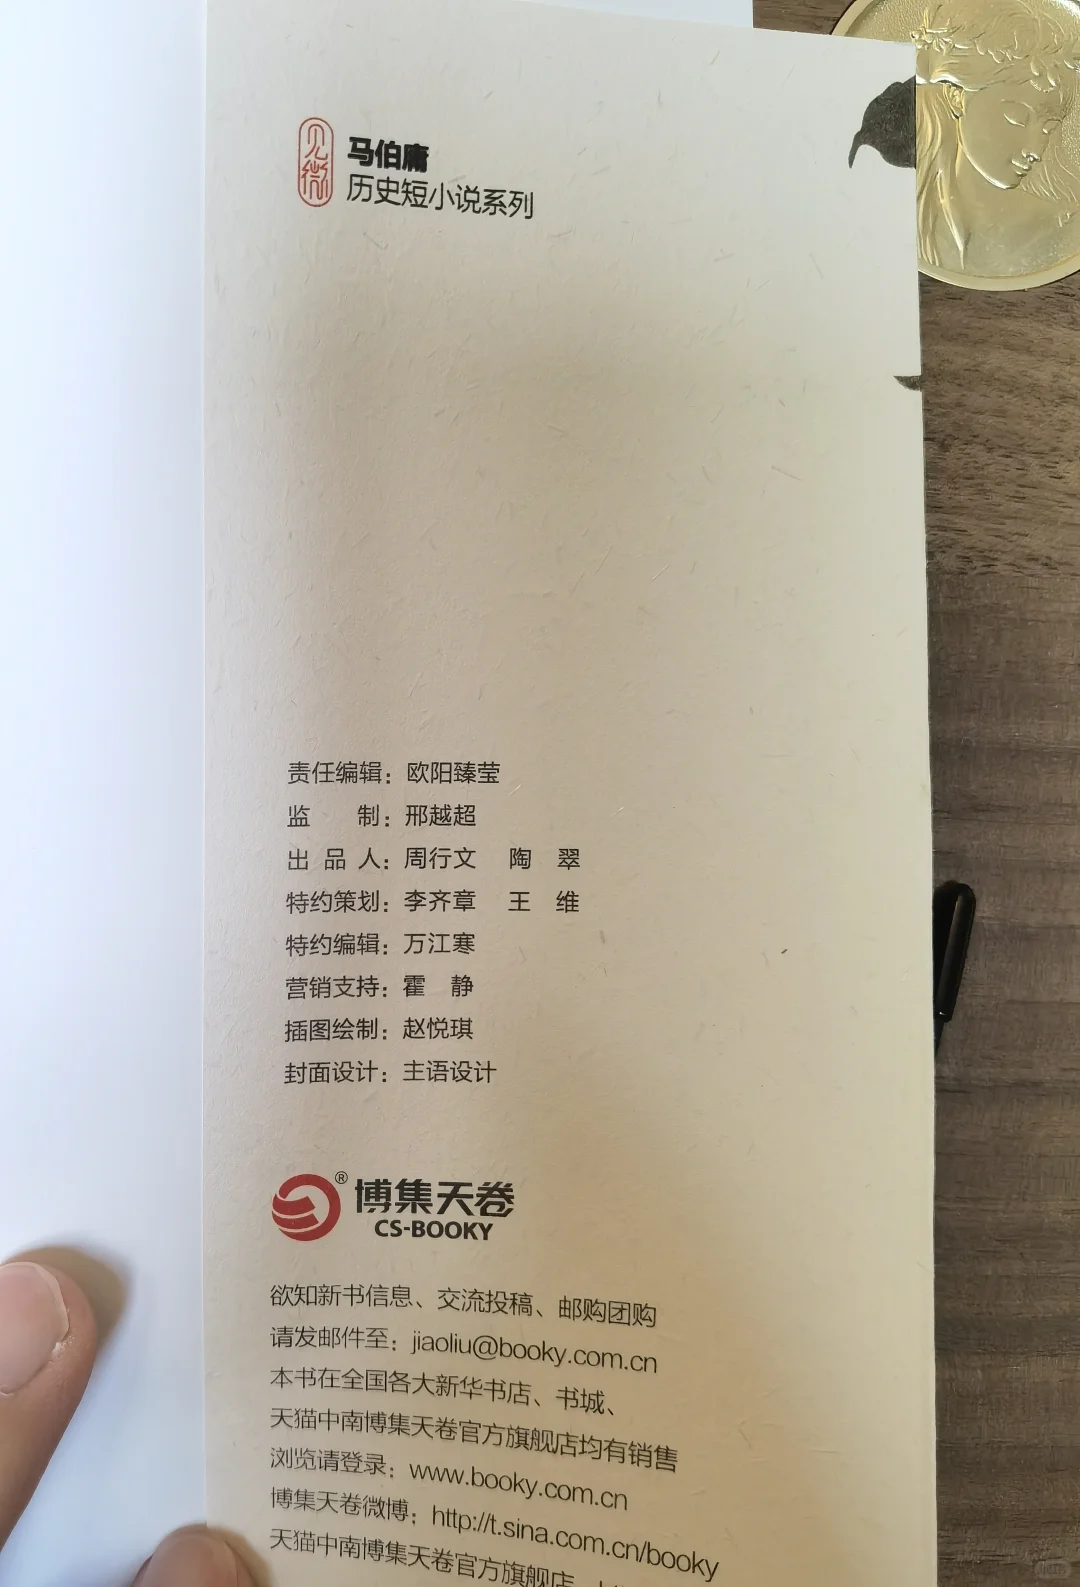 见微
马伯庸
历史短小说系列
责任编辑：欧阳臻莹
监　　制：邢越超
出 品 人：周行文　陶　翠
特约策划：李齐章　王　维
特约编辑：万江寒
营销支持：霍　静
插图绘制：赵悦琪
封面设计：主语设计
® 博集天卷
CS-BOOKY
欲知新书信息、交流投稿、邮购团购
请发邮件至：jiaoliu@booky.com.cn
本书在全国各大新华书店、书城、
天猫中南博集天卷官方旗舰店均有销售
浏览请登录：www.booky.com.cn
博集天卷微博：http://t.sina.com.cn/booky
天猫中南博集天卷官方旗舰店